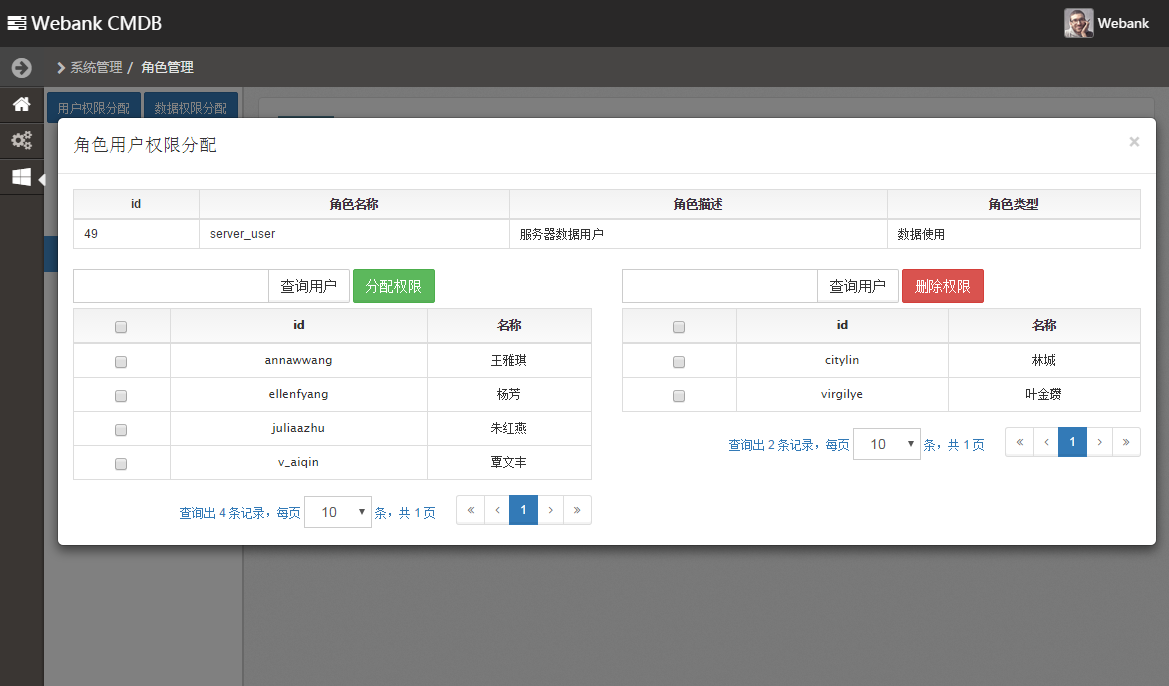 Webank CMDB
Webank
系统管理 / 角色管理
用户权限分配 数据权限分配
角色用户权限分配 ×
id 角色名称 角色描述 角色类型
49 server_user 服务器数据用户 数据使用
查询用户 分配权限
id 名称
annawwang 王雅琪
ellenfyang 杨芳
juliaazhu 朱红燕
v_aiqin 覃文丰
查询出 4 条记录，每页 10 条，共 1 页 « ‹ 1 › »
查询用户 删除权限
id 名称
citylin 林城
virgilye 叶金瓒
查询出 2 条记录，每页 10 条，共 1 页 « ‹ 1 › »